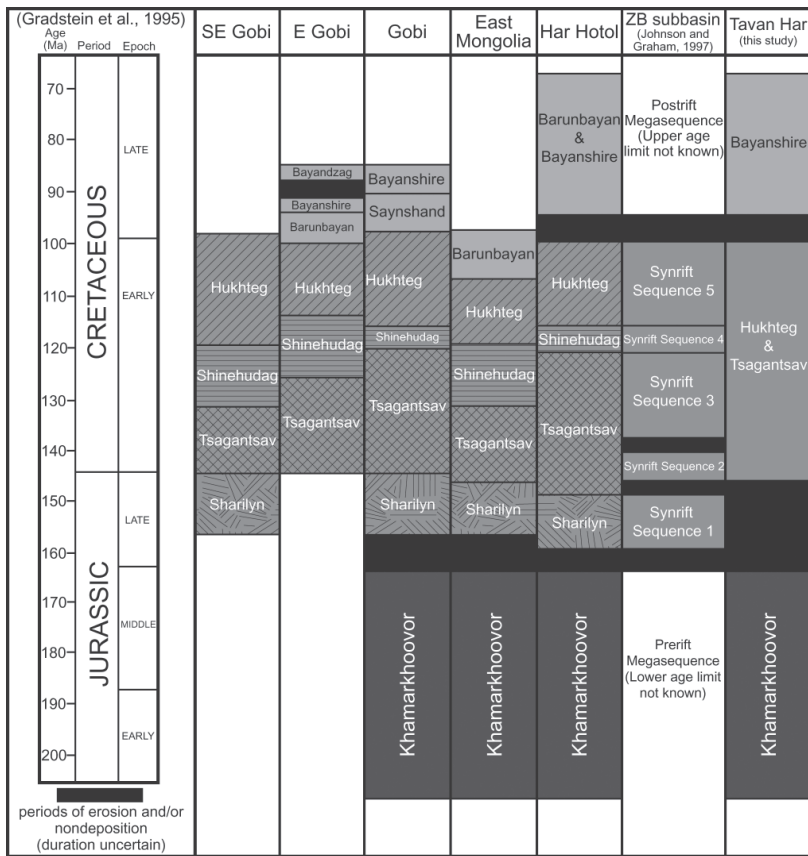 (Gradstein et al., 1995)
Age
(Ma)
Period
Epoch
SE Gobi
E Gobi
Gobi
East
Mongolia
Har Hotol
ZB subbasin
(Johnson and
Graham, 1997)
Tavan Har
(this study)
70
80
90
100
110
120
130
140
150
160
170
180
190
200
CRETACEOUS
JURASSIC
LATE
EARLY
LATE
MIDDLE
EARLY
Hukhteg
Shinehudag
Tsagantsav
Sharilyn
Bayandzag
Bayanshire
Barunbayan
Hukhteg
Shinehudag
Tsagantsav
Bayanshire
Saynshand
Hukhteg
Shinehudag
Tsagantsav
Sharilyn
Khamarkhoovor
Barunbayan
Hukhteg
Shinehudag
Tsagantsav
Sharilyn
Khamarkhoovor
Barunbayan
&
Bayanshire
Hukhteg
Shinehudag
Tsagantsav
Sharilyn
Khamarkhoovor
Postrift
Megasequence
(Upper age
limit not known)
Synrift
Sequence 5
Synrift Sequence 4
Synrift
Sequence 3
Synrift Sequence 2
Synrift
Sequence 1
Prerift
Megasequence
(Lower age limit
not known)
Bayanshire
Hukhteg
&
Tsagantsav
Khamarkhoovor
periods of erosion and/or
nondeposition
(duration uncertain)